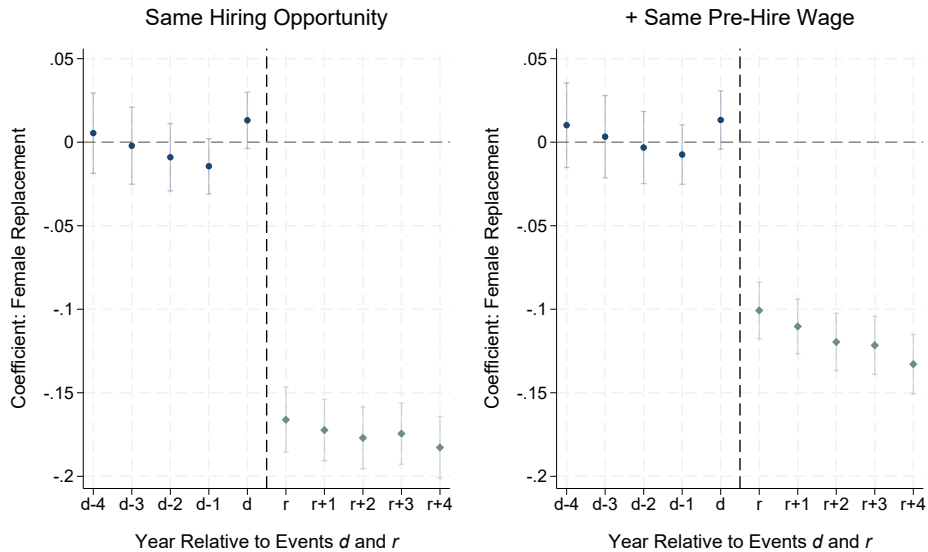 Same Hiring Opportunity
Coefficient: Female Replacement
.05
0
-.05
-.1
-.15
-.2
d-4 d-3 d-2 d-1 d r r+1 r+2 r+3 r+4
Year Relative to Events d and r
+ Same Pre-Hire Wage
Coefficient: Female Replacement
.05
0
-.05
-.1
-.15
-.2
d-4 d-3 d-2 d-1 d r r+1 r+2 r+3 r+4
Year Relative to Events d and r